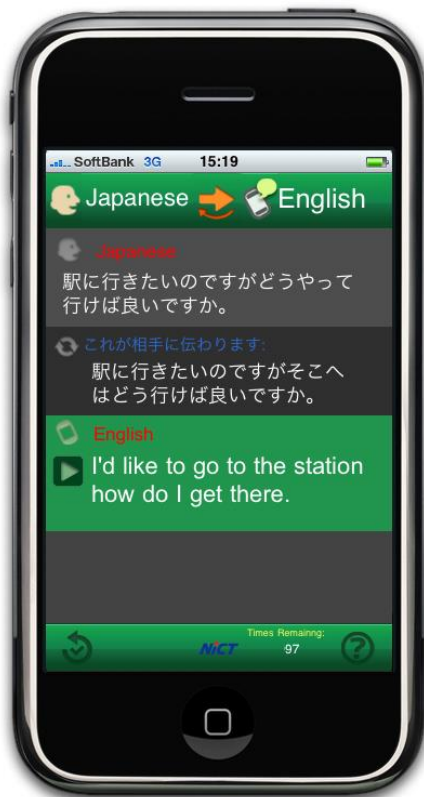 SoftBank 3G 15:19
Japanese English
Japanese
駅に行きたいのですがどうやって
行けば良いですか。
これが相手に伝わります:
駅に行きたいのですがそこへ
はどう行けば良いですか。
English
I'd like to go to the station
how do I get there.
Times Remainng:
NiCT 97 ?